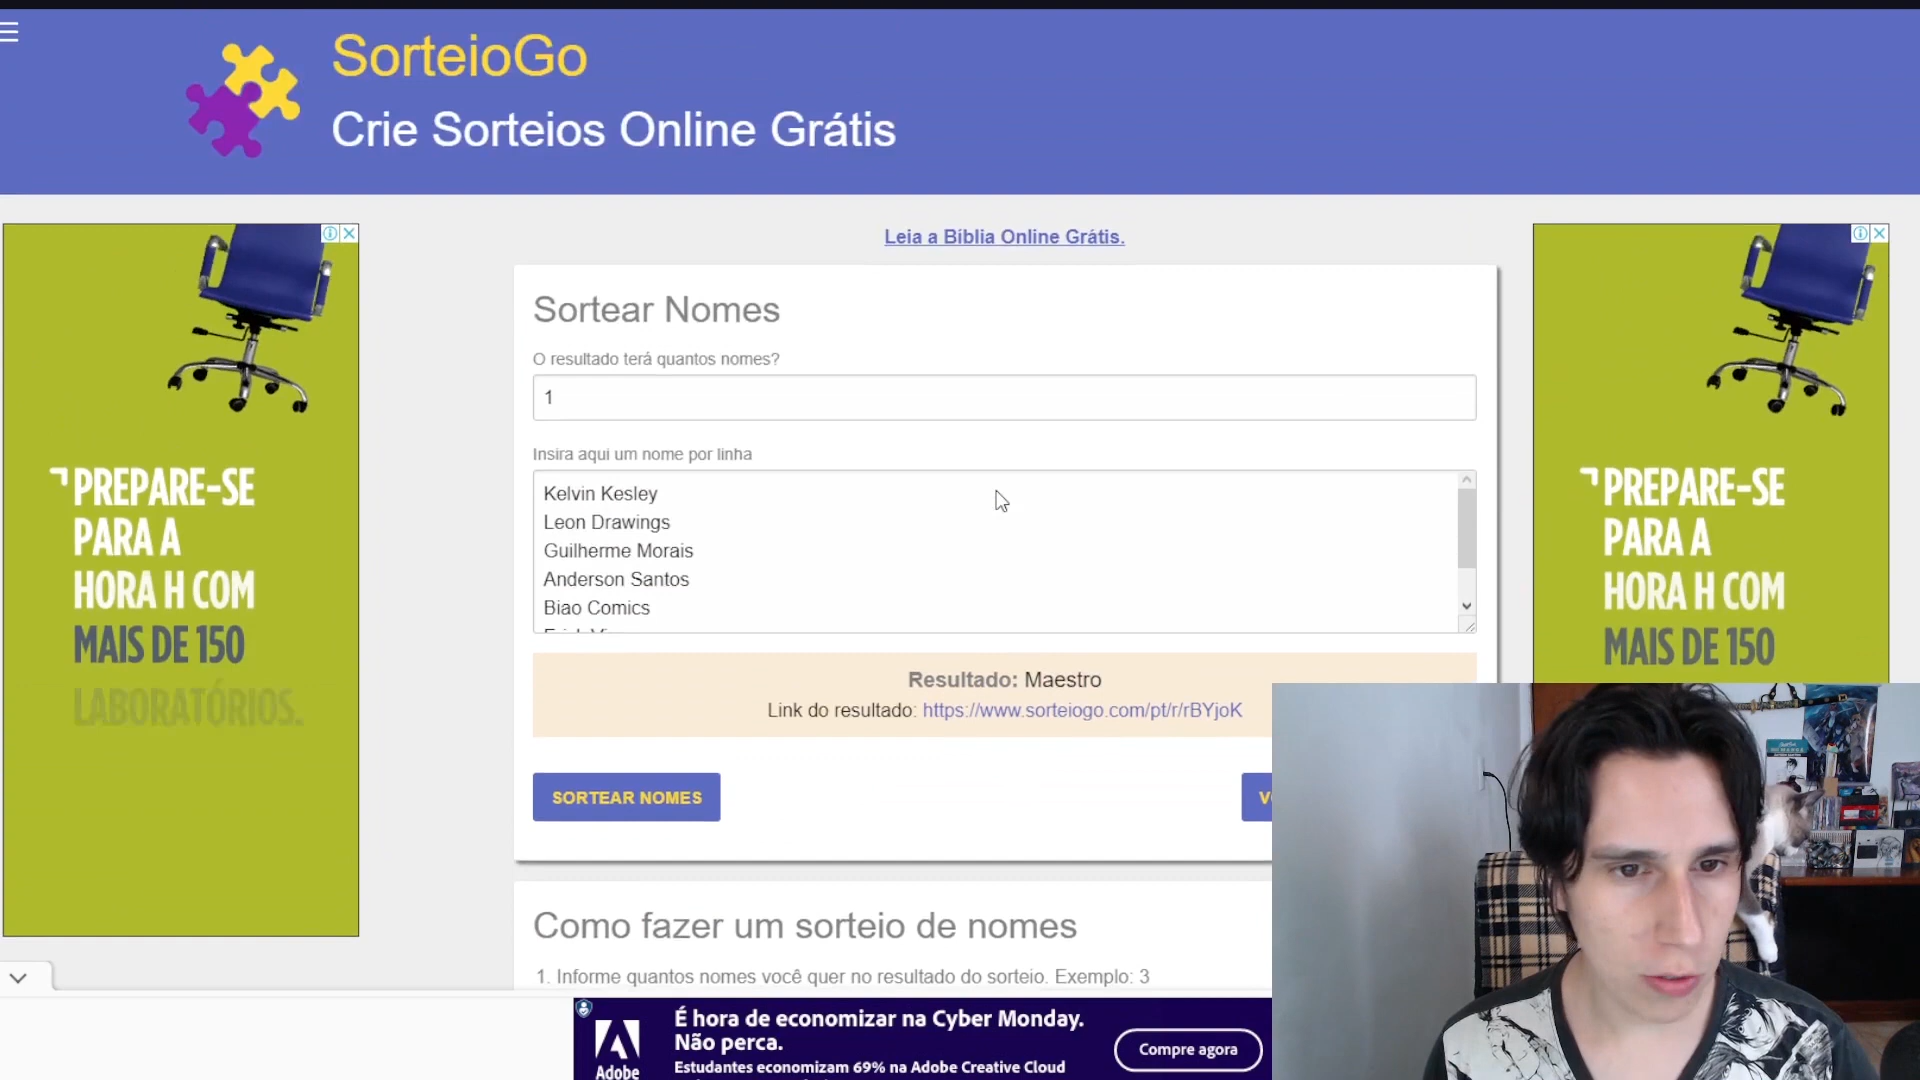 SorteioGo
Crie Sorteios Online Grátis
Leia a Bíblia Online Grátis.
Sortear Nomes
O resultado terá quantos nomes?
1
Insira aqui um nome por linha
Kelvin Kesley
Leon Drawings
Guilherme Morais
Anderson Santos
Biao Comics
Resultado: Maestro
Link do resultado: https://www.sorteiogo.com/pt/r/rBYjoK
SORTEAR NOMES
Como fazer um sorteio de nomes
1. Informe quantos nomes você quer no resultado do sorteio. Exemplo: 3
PREPARE-SE
PARA A
HORA H COM
MAIS DE 150
LABORATÓRIOS.
PREPARE-SE
PARA A
HORA H COM
MAIS DE 150
Adobe
É hora de economizar na Cyber Monday.
Não perca.
Estudantes economizam 69% na Adobe Creative Cloud
Compre agora